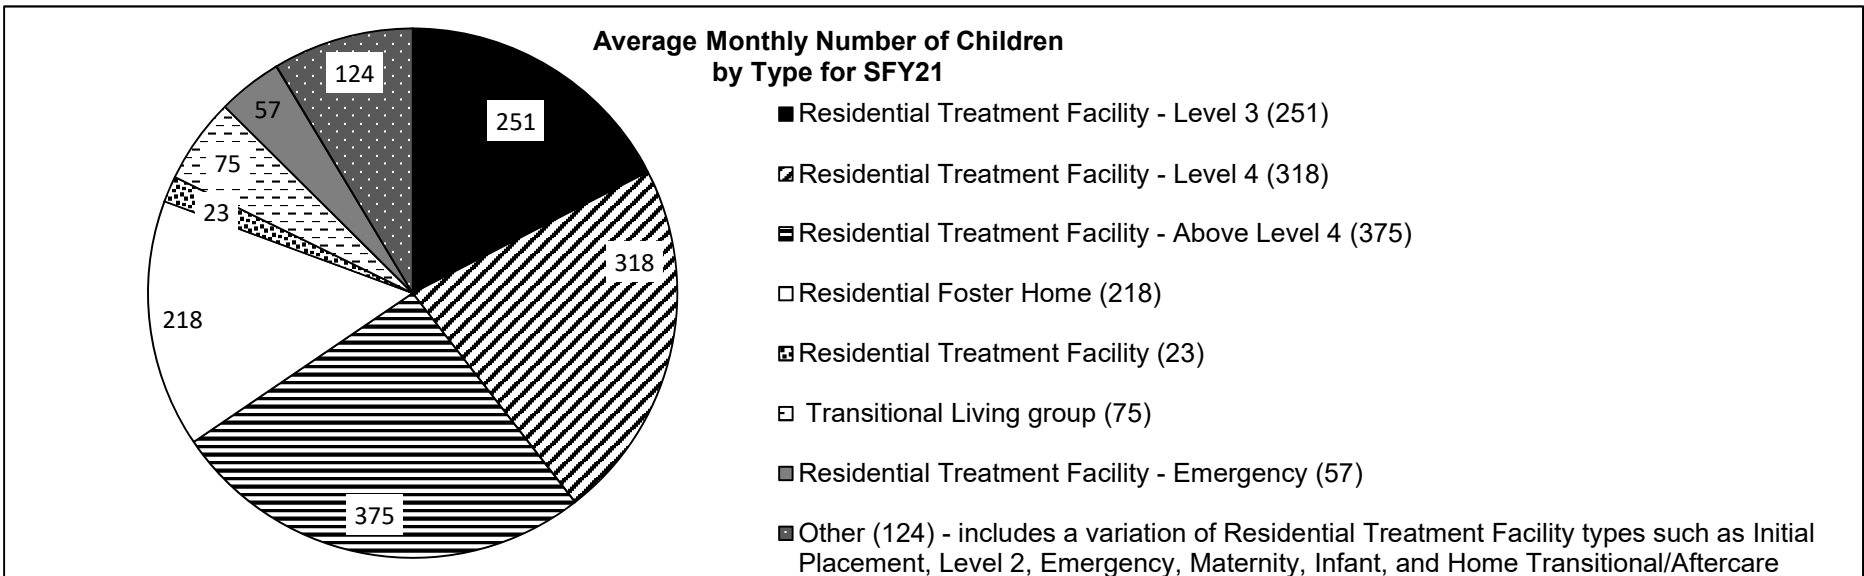 Average Monthly Number of Children
by Type for SFY21
124
57
251
75
23
318
218
375
Residential Treatment Facility - Level 3 (251)
Residential Treatment Facility - Level 4 (318)
Residential Treatment Facility - Above Level 4 (375)
Residential Foster Home (218)
Residential Treatment Facility (23)
Transitional Living group (75)
Residential Treatment Facility - Emergency (57)
Other (124) - includes a variation of Residential Treatment Facility types such as Initial
Placement, Level 2, Emergency, Maternity, Infant, and Home Transitional/Aftercare